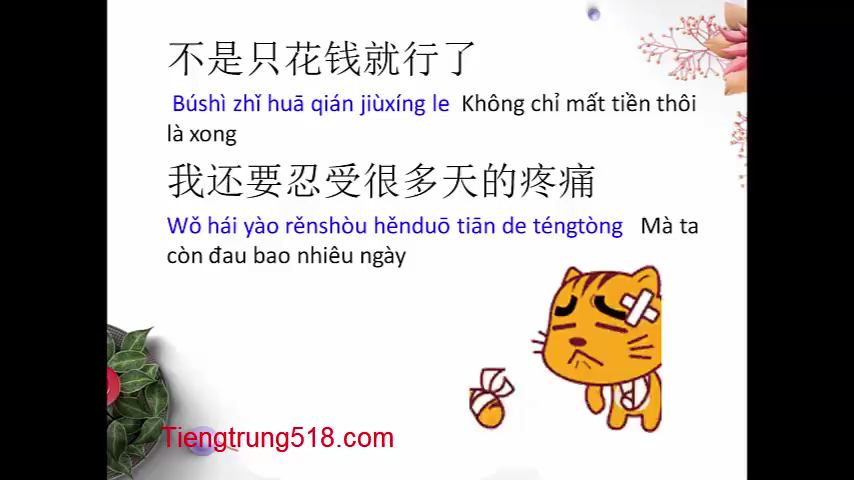 不是只花钱就行了
Búshì zhǐ huā qián jiùxíng le Không chỉ mất tiền thôi
là xong
我还要忍受很多天的疼痛
Wǒ hái yào rěnshòu hěnduō tiān de téngtòng Mà ta
còn đau bao nhiêu ngày
Tiengtrung518.com